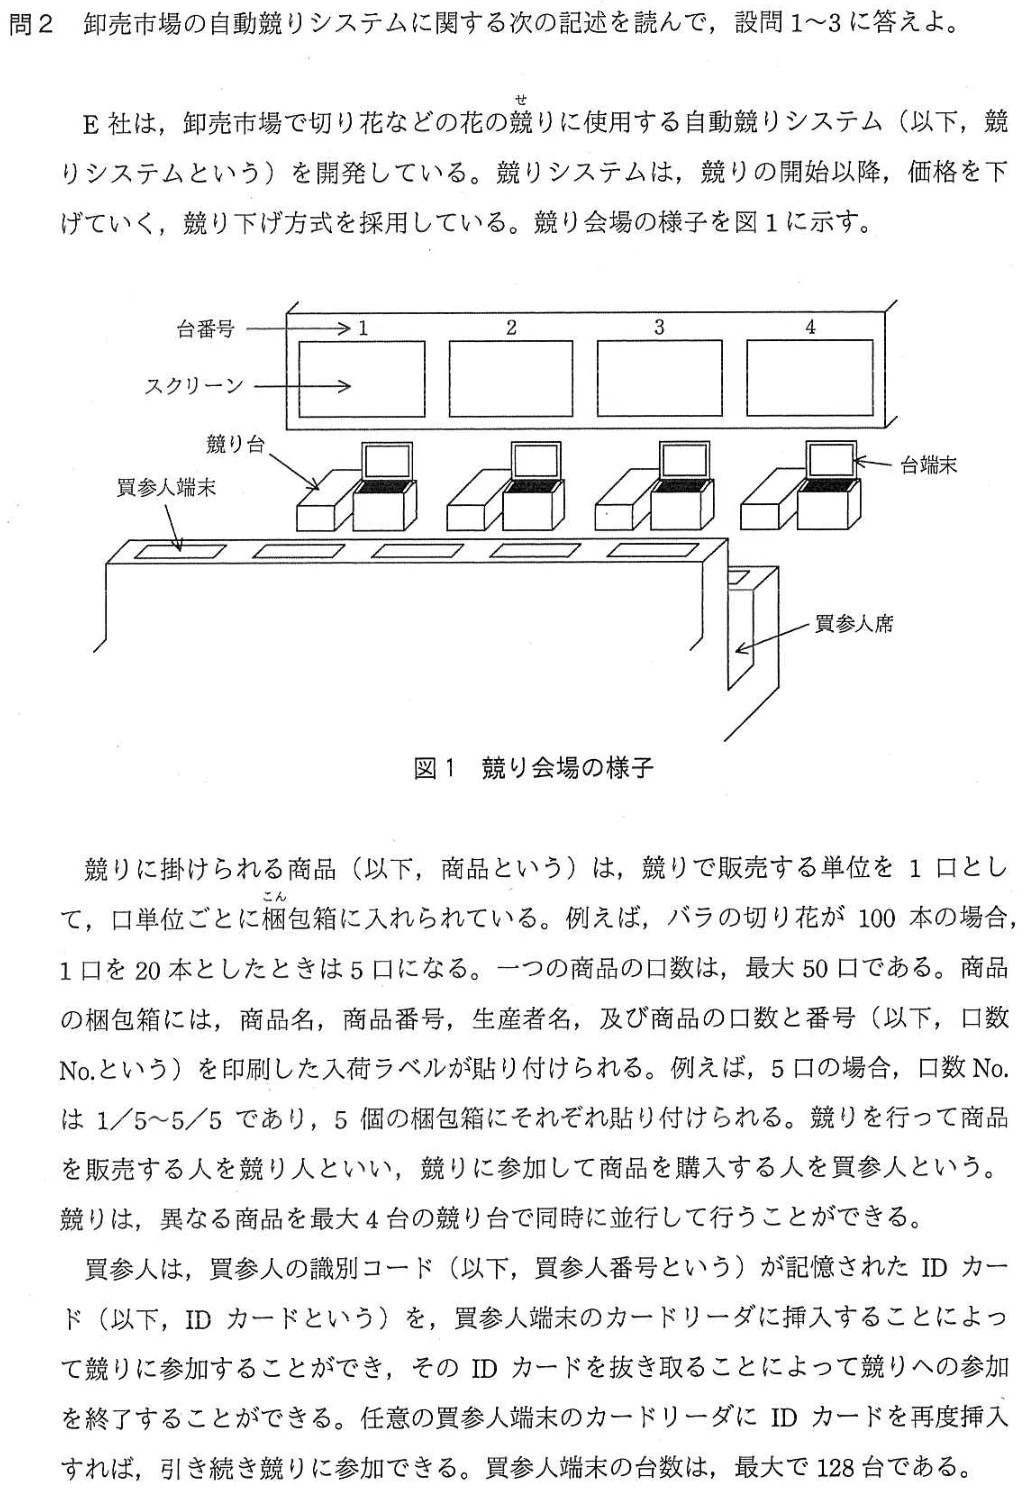 問2 卸売市場の自動競りシステムに関する次の記述を読んで，設問1～3に答えよ。
せ
E 社は，卸売市場で切り花などの花の競りに使用する自動競りシステム（以下，競
りシステムという）を開発している。競りシステムは，競りの開始以降，価格を下
げていく，競り下げ方式を採用している。競り会場の様子を図1に示す。
台番号 1 2 3 4
スクリーン
競り台
台端末
買参人端末
買参人席
図1 競り会場の様子
競りに掛けられる商品（以下，商品という）は，競りで販売する単位を 1 口とし
こん
て，口単位ごとに梱包箱に入れられている。例えば，バラの切り花が 100 本の場合，
1口を20本としたときは5口になる。一つの商品の口数は，最大50口である。商品
の梱包箱には，商品名，商品番号，生産者名，及び商品の口数と番号（以下，口数
No.という）を印刷した入荷ラベルが貼り付けられる。例えば，5口の場合，口数No.
は 1／5～5／5 であり，5 個の梱包箱にそれぞれ貼り付けられる。競りを行って商品
を販売する人を競り人といい，競りに参加して商品を購入する人を買参人という。
競りは，異なる商品を最大4台の競り台で同時に並行して行うことができる。
買参人は，買参人の識別コード（以下，買参人番号という）が記憶された ID カー
ド（以下，ID カードという）を，買参人端末のカードリーダに挿入することによっ
て競りに参加することができ，その ID カードを抜き取ることによって競りへの参加
を終了することができる。任意の買参人端末のカードリーダに ID カードを再度挿入
すれば，引き続き競りに参加できる。買参人端末の台数は，最大で128台である。